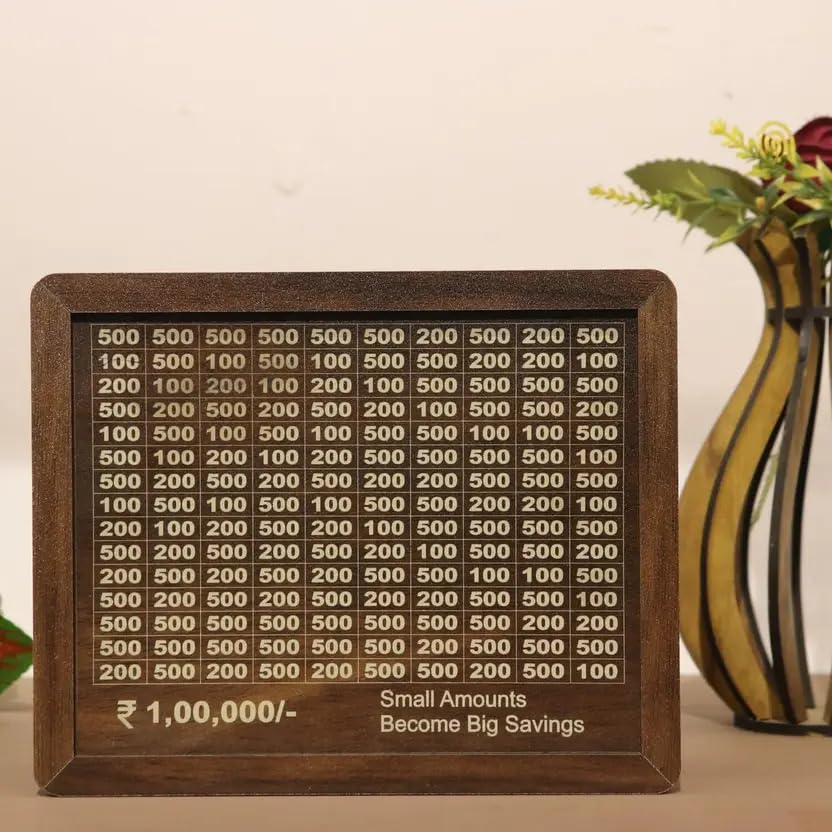 500 500 500 500 500 500 200 500 200 500
100 500 100 500 100 500 500 200 200 100
200 100 200 100 200 100 500 500 500 500
500 200 500 200 500 200 100 500 500 200
100 500 100 500 100 500 500 100 100 500
500 100 200 100 200 500 500 500 500 100
500 200 500 200 500 200 200 500 500 500
100 500 100 500 100 500 500 200 200 100
200 100 200 500 200 100 500 500 500 500
500 200 500 200 500 200 100 500 500 200
200 500 200 500 200 500 500 100 100 500
500 200 500 200 500 200 200 500 500 100
500 500 500 500 500 500 500 500 200 200
500 500 500 500 500 500 500 200 500 500
200 500 200 500 200 500 500 200 500 100
₹ 1,00,000/-
Small Amounts
Become Big Savings